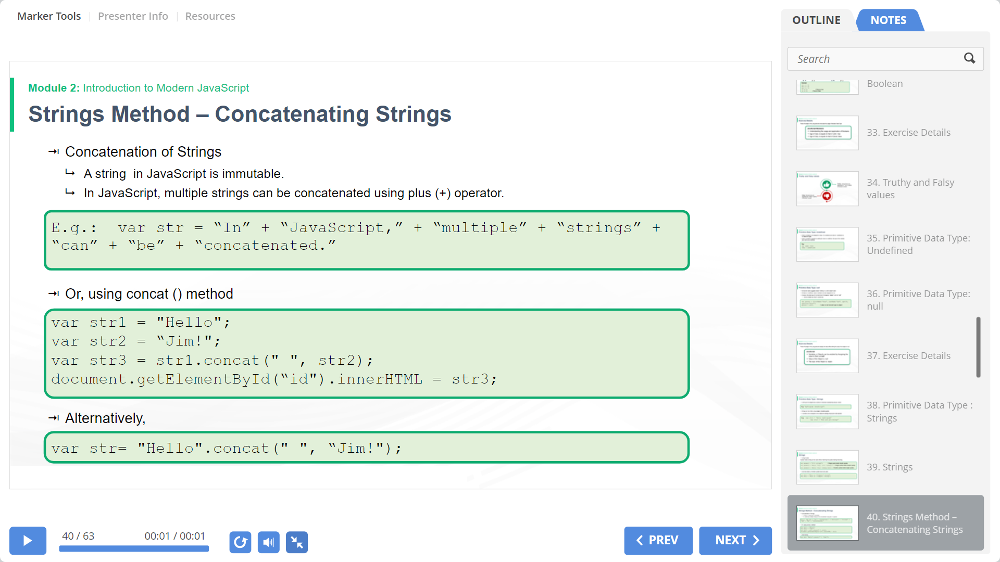 Marker Tools
Presenter Info
Resources
OUTLINE
NOTES
Search
Module 2: Introduction to Modern JavaScript
Strings Method – Concatenating Strings
Concatenation of Strings
A string  in JavaScript is immutable.
In JavaScript, multiple strings can be concatenated using plus (+) operator.
E.g.:  var str = “In” + “JavaScript,” + “multiple” + “strings” +
“can” + “be” + “concatenated.”
Or, using concat () method
var str1 = "Hello";
var str2 = “Jim!";
var str3 = str1.concat(" ", str2);
document.getElementById(“id").innerHTML = str3;
Alternatively,
var str= "Hello".concat(" ", “Jim!");
Boolean
33. Exercise Details
34. Truthy and Falsy
values
35. Primitive Data Type:
Undefined
36. Primitive Data Type:
null
37. Exercise Details
38. Primitive Data Type :
Strings
39. Strings
40. Strings Method –
Concatenating Strings
40 / 63
00:01 / 00:01
PREV
NEXT